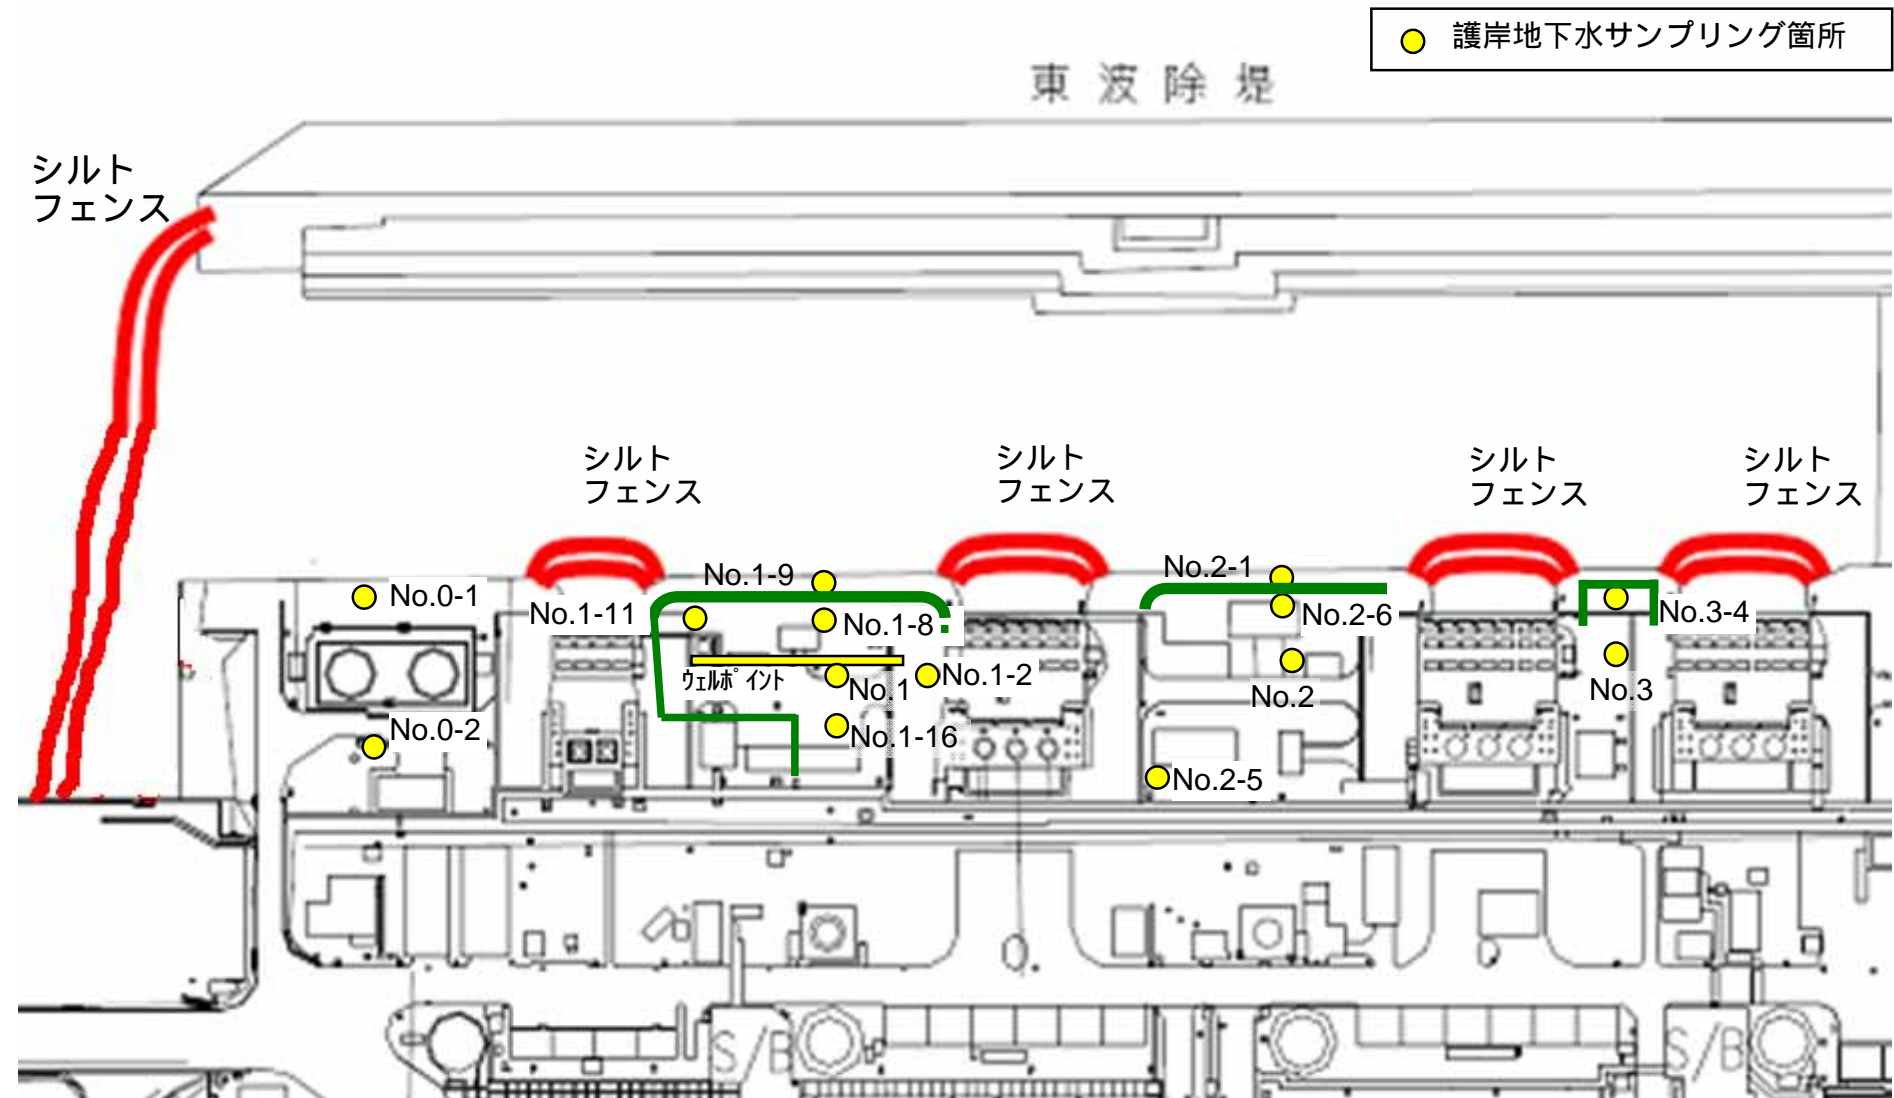 護岸地下水サンプリング箇所
東波除堤
シルト
フェンス
シルト
フェンス
シルト
フェンス
シルト
フェンス
シルト
フェンス
No.0-1
No.1-9
No.1-11
No.1-8
ｳｪﾙﾎﾟｲﾝﾄ
No.1
No.1-2
No.1-16
No.0-2
No.2-1
No.2-6
No.2
No.2-5
No.3-4
No.3
S/B
S/B